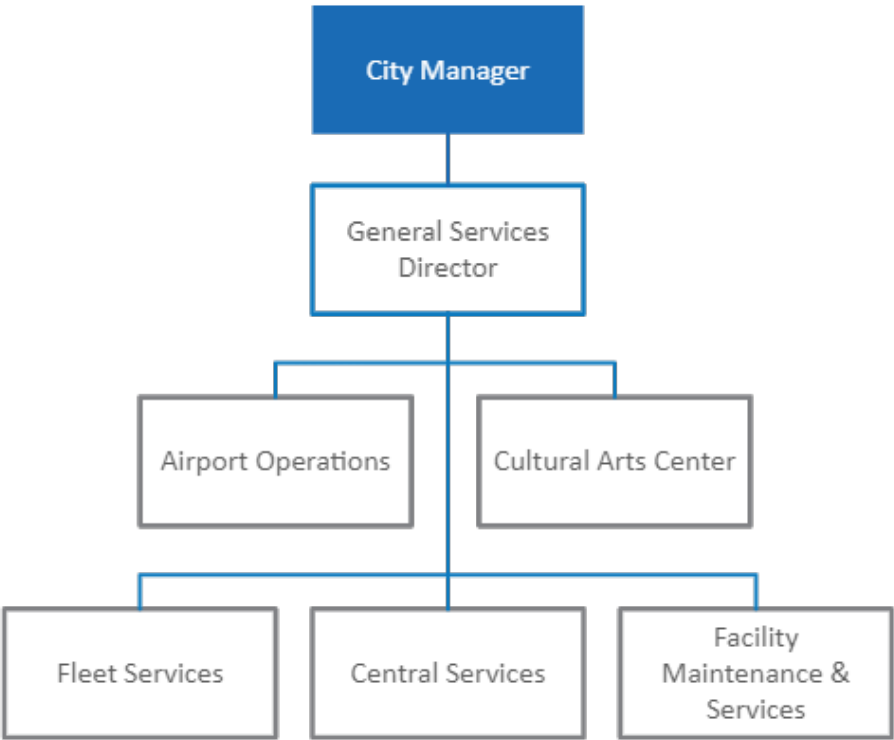 City Manager
General Services
Director
Airport Operations
Cultural Arts Center
Fleet Services
Central Services
Facility
Maintenance &
Services